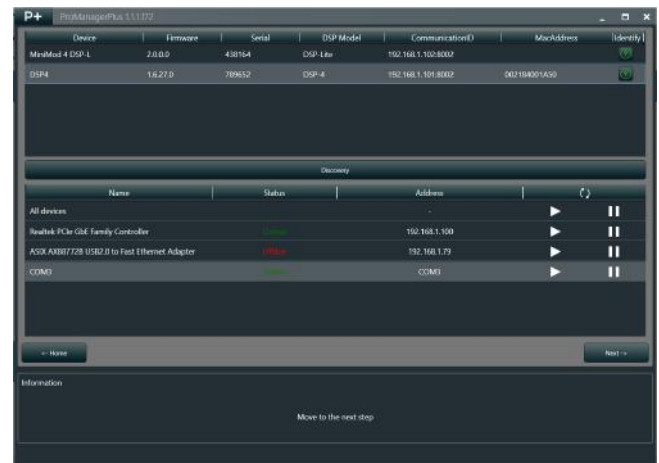 P+ ProManagerPlus 1.1.1.172
Device Firmware Serial DSP Model CommunicationID MacAddress Identify
MiniMod 4 DSP-L 2.0.0.0 438164 DSP-Lite 192.168.1.102:8002
DSP4 1.6.27.0 789652 DSP-4 192.168.1.101:8002 002184001A50
Discovery
Name Status Address
All devices -
Realtek PCIe GbE Family Controller 192.168.1.100
ASIX AX88772B USB2.0 to Fast Ethernet Adapter Offline 192.168.1.79
COM3 COM3
<- Home Next ->
Information
Move to the next step